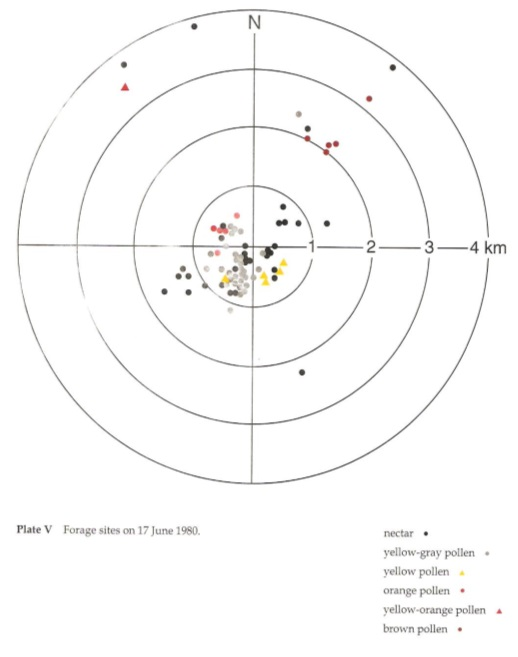 N
1 2 3 4 km
Plate V Forage sites on 17 June 1980.
nectar
yellow-gray pollen
yellow pollen
orange pollen
yellow-orange pollen
brown pollen